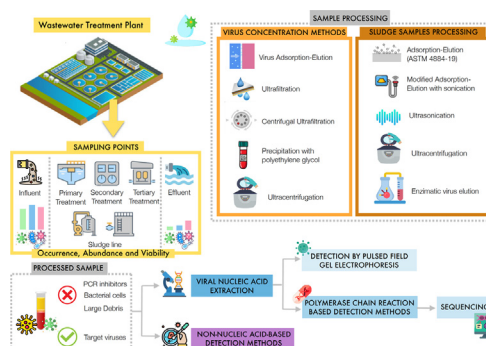 Wastewater Treatment Plant
SAMPLE PROCESSING
VIRUS CONCENTRATION METHODS
Virus Adsorption-Elution
Ultrafiltration
Centrifugal Ultrafiltration
Precipitation with
polyethylene glycol
Ultracentrifugation
SLUDGE SAMPLES PROCESSING
Adsorption-Elution
(ASTM 4884-19)
Modified Adsorption-
Elution with sonication
Ultrasonication
Ultracentrifugation
Enzimatic virus elution
SAMPLING POINTS
Influent
Primary
Treatment
Secondary
Treatment
Tertiary
Treatment
Effluent
Sludge line
Occurrence, Abundance and Viability
PROCESSED SAMPLE
PCR inhibitors
Bacterial cells
Large Debris
Target viruses
VIRAL NUCLEIC ACID
EXTRACTION
NON-NUCLEIC ACID-BASED
DETECTION METHODS
DETECTION BY PULSED FIELD
GEL ELECTROPHORESIS
POLYMERASE CHAIN REACTION
BASED DETECTION METHODS
SEQUENCING